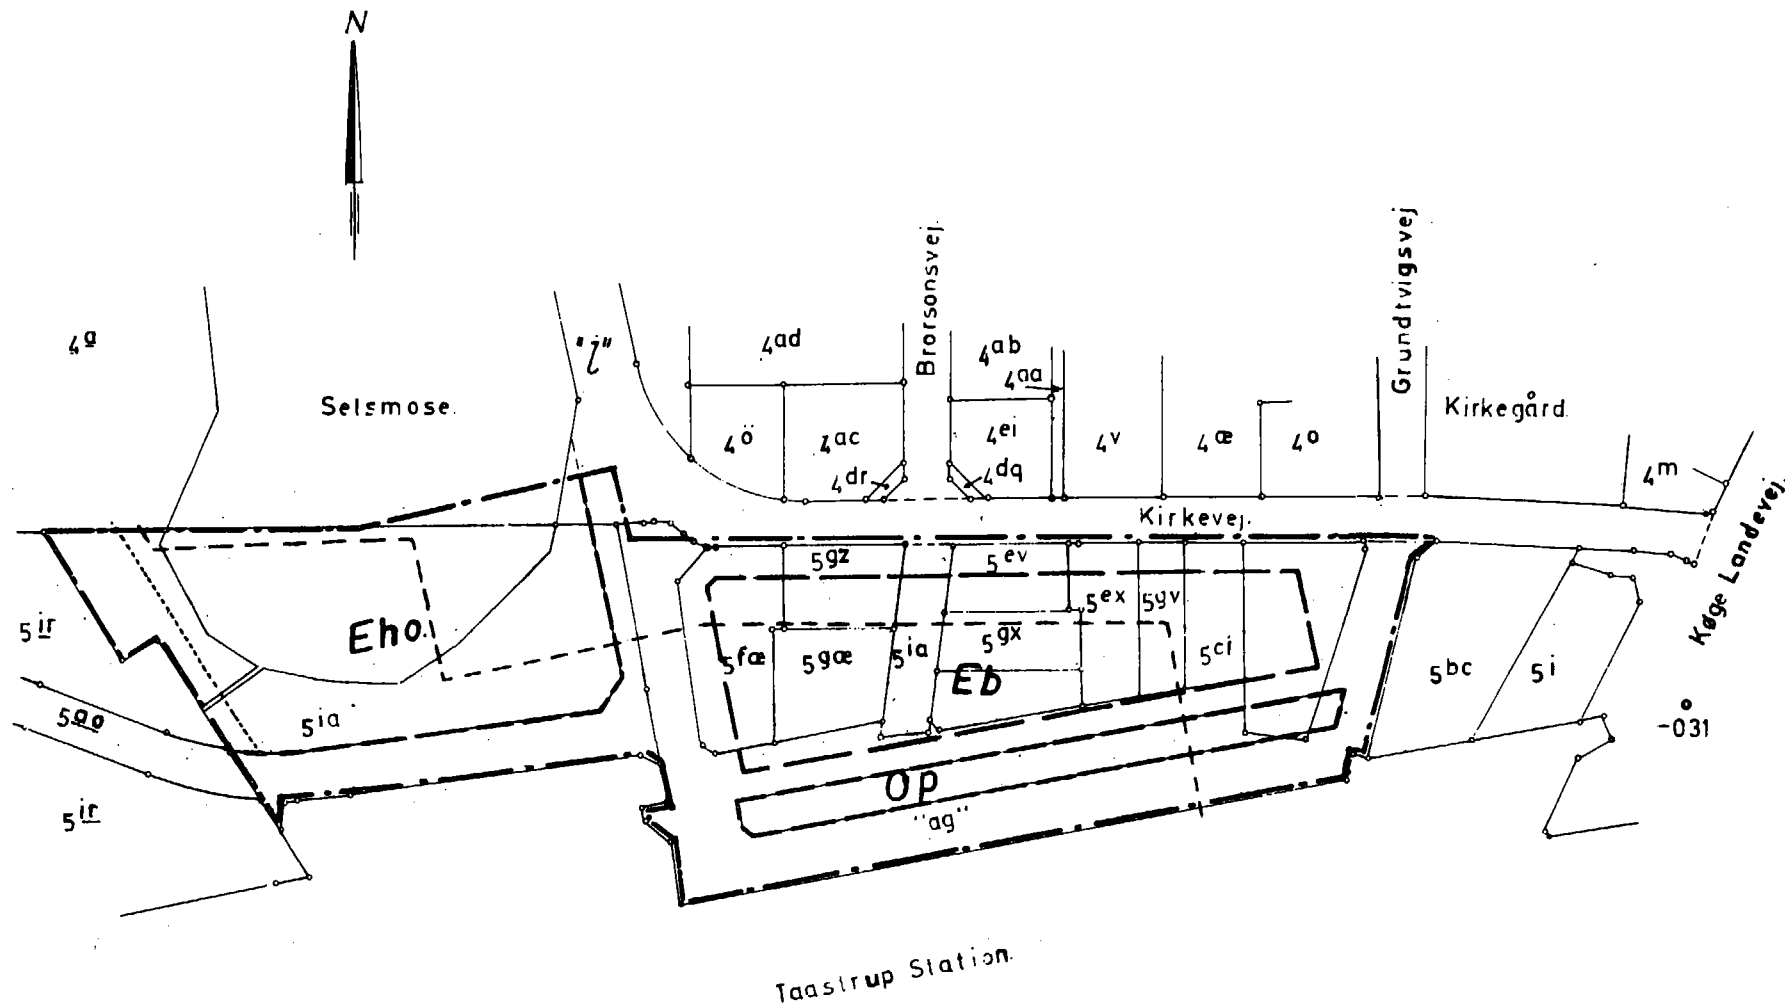 N
4a
Selsmose.
"i"
4ad
Brorsonsvej.
4ab
4aa
Grundtvigsvej
Kirkegård.
4ö
4ac
4ei
4v
4æ
4o
4dr
4dq
4m
Kirkevej.
Køge Landevej.
5gz
5ev
5ir
Eho.
5ex
5gv
5fæ
5gæ
5ia
5gx
5ci
5bc
5i
Eb
5ao
5ia
-031
5ir
Op
"ag"
Taastrup Station.